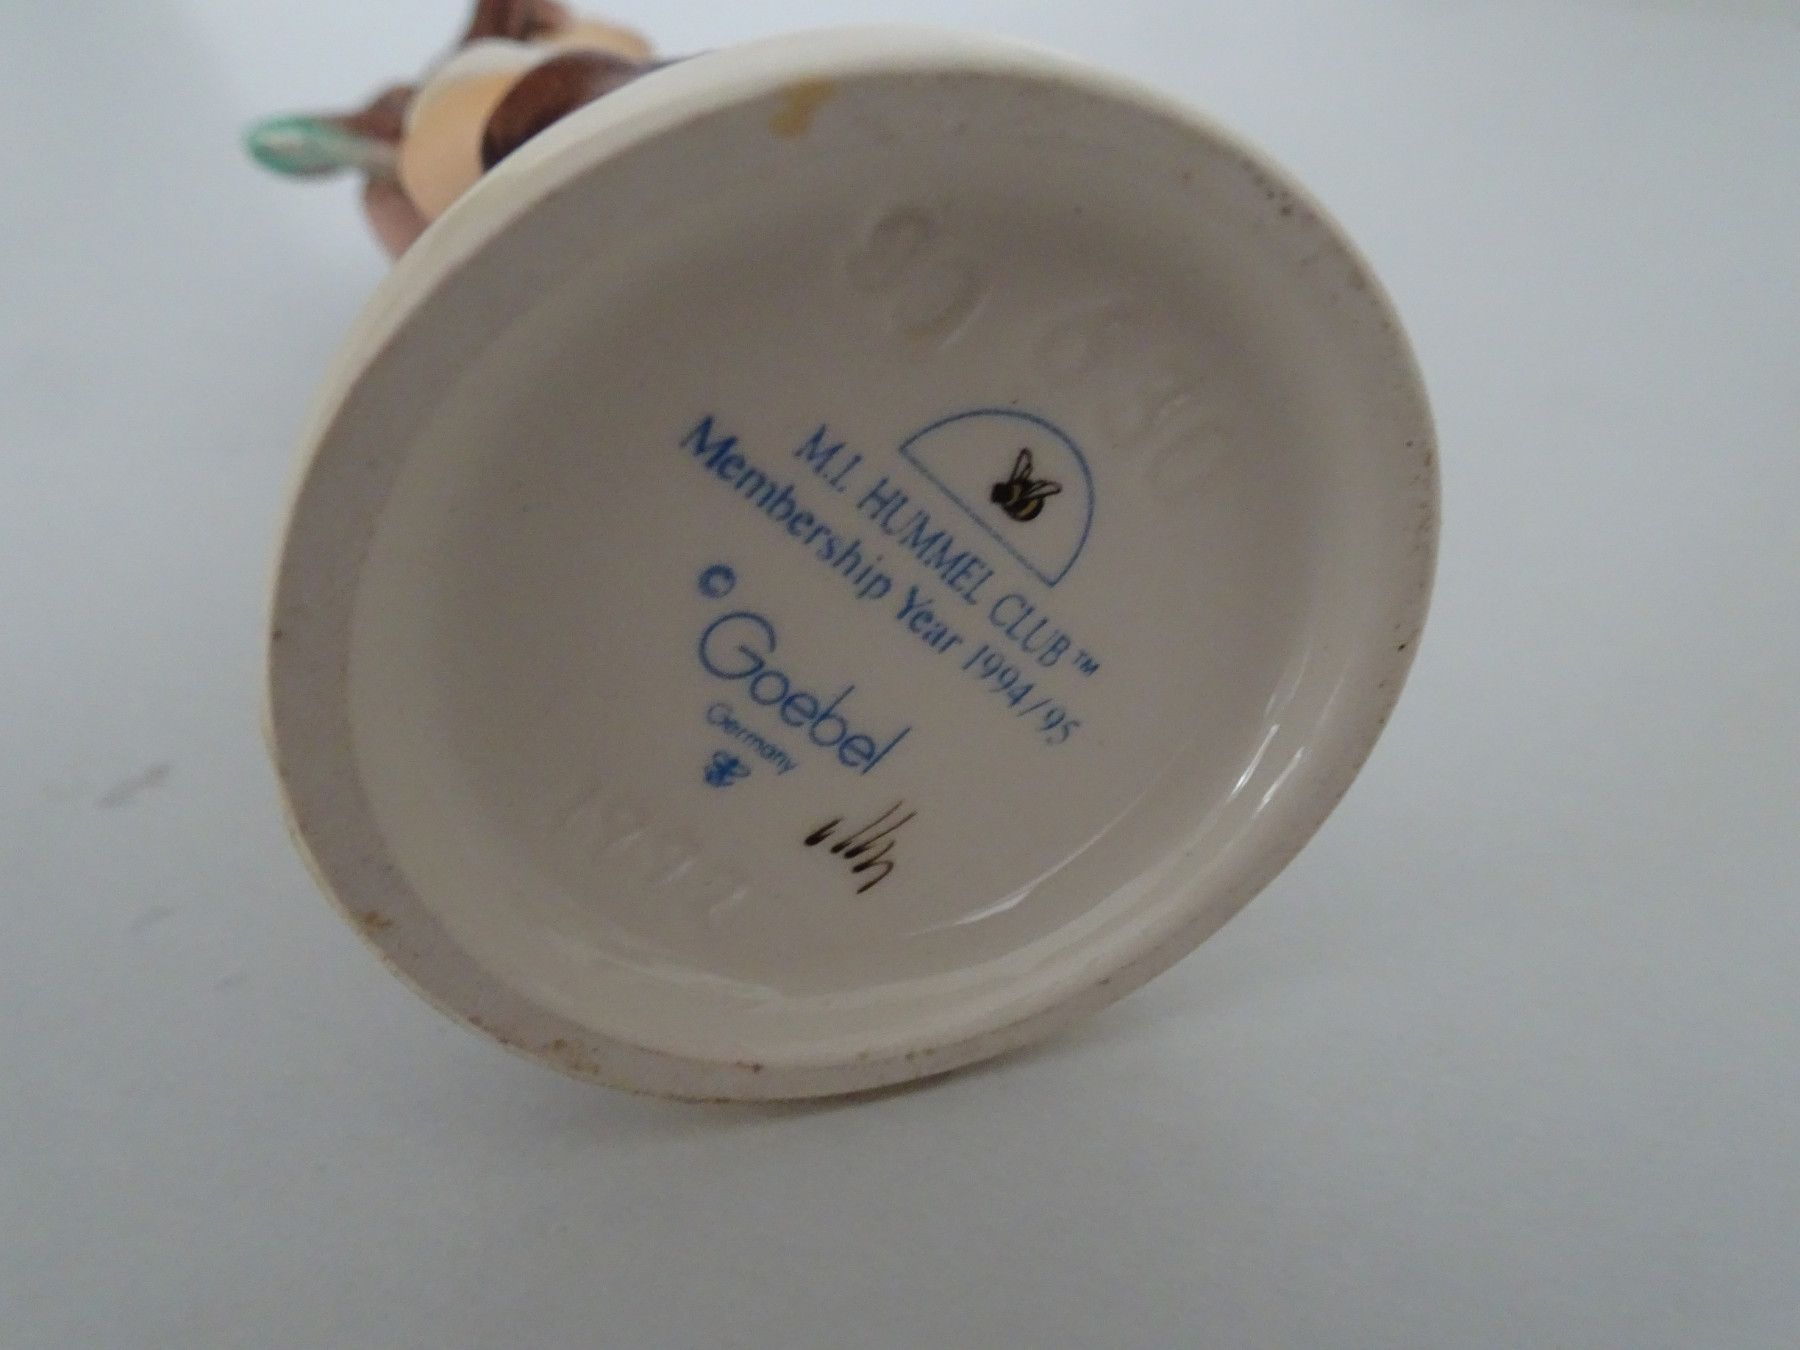 M.I. HUMMEL CLUB™
Membership Year 1994/95
©
Goebel
Germany